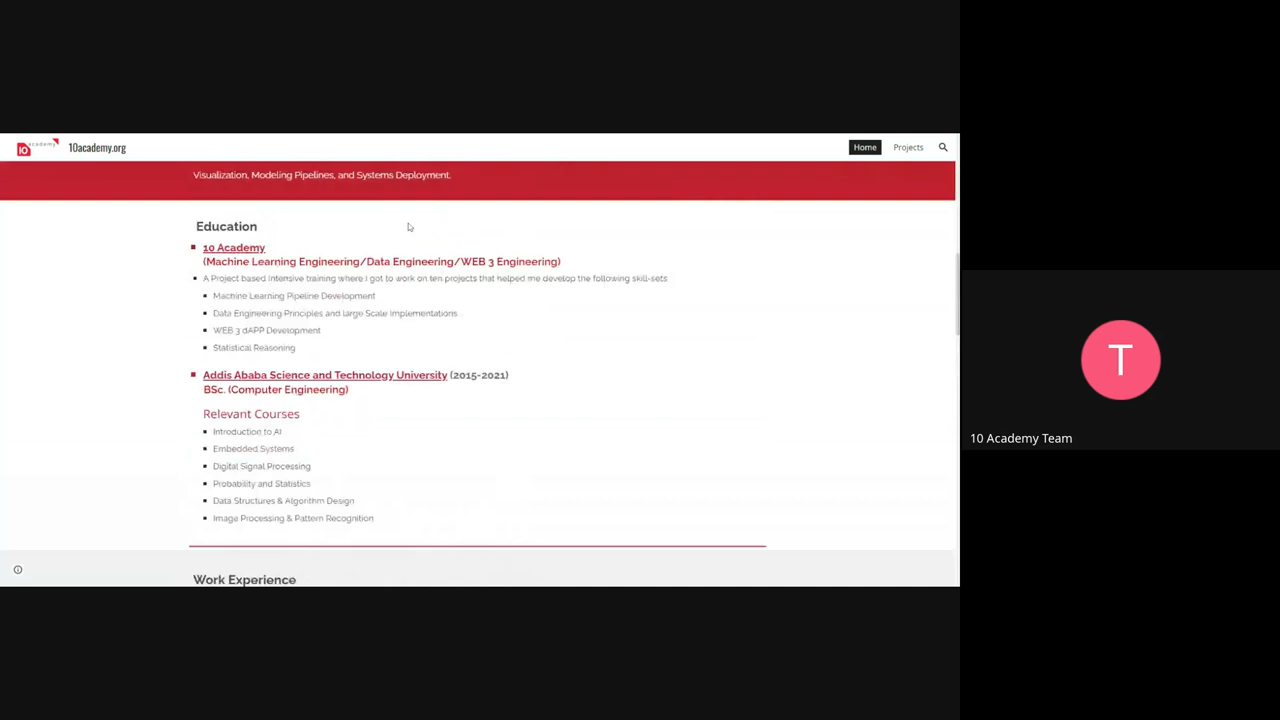 10 academy
10academy.org
Home
Projects
Visualization, Modeling Pipelines, and Systems Deployment.
Education
10 Academy
(Machine Learning Engineering/Data Engineering/WEB 3 Engineering)
A Project based Intensive training where I got to work on ten projects that helped me develop the following skill-sets
Machine Learning Pipeline Development
Data Engineering Principles and large Scale Implementations
WEB 3 dAPP Development
Statistical Reasoning
Addis Ababa Science and Technology University (2015-2021)
BSc. (Computer Engineering)
Relevant Courses
Introduction to AI
Embedded Systems
Digital Signal Processing
Probability and Statistics
Data Structures & Algorithm Design
Image Processing & Pattern Recognition
Work Experience
T
10 Academy Team